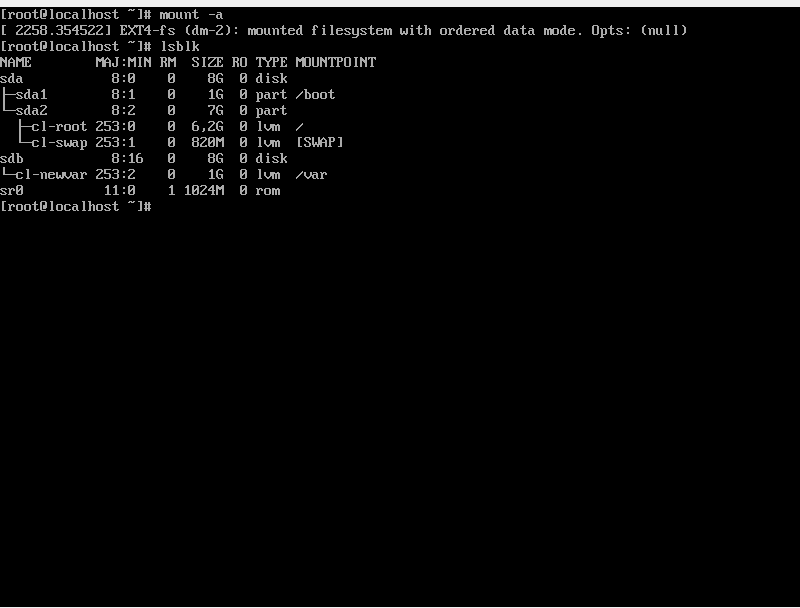 [root@localhost ~]# mount -a
[ 2258.354522] EXT4-fs (dm-2): mounted filesystem with ordered data mode. Opts: (null)
[root@localhost ~]# lsblk
NAME        MAJ:MIN RM  SIZE RO TYPE MOUNTPOINT
sda           8:0    0    8G  0 disk
├─sda1        8:1    0    1G  0 part /boot
└─sda2        8:2    0    7G  0 part
  ├─cl-root 253:0    0  6,2G  0 lvm  /
  └─cl-swap 253:1    0  820M  0 lvm  [SWAP]
sdb           8:16   0    8G  0 disk
└─cl-newvar 253:2    0    1G  0 lvm  /var
sr0          11:0    1 1024M  0 rom
[root@localhost ~]#